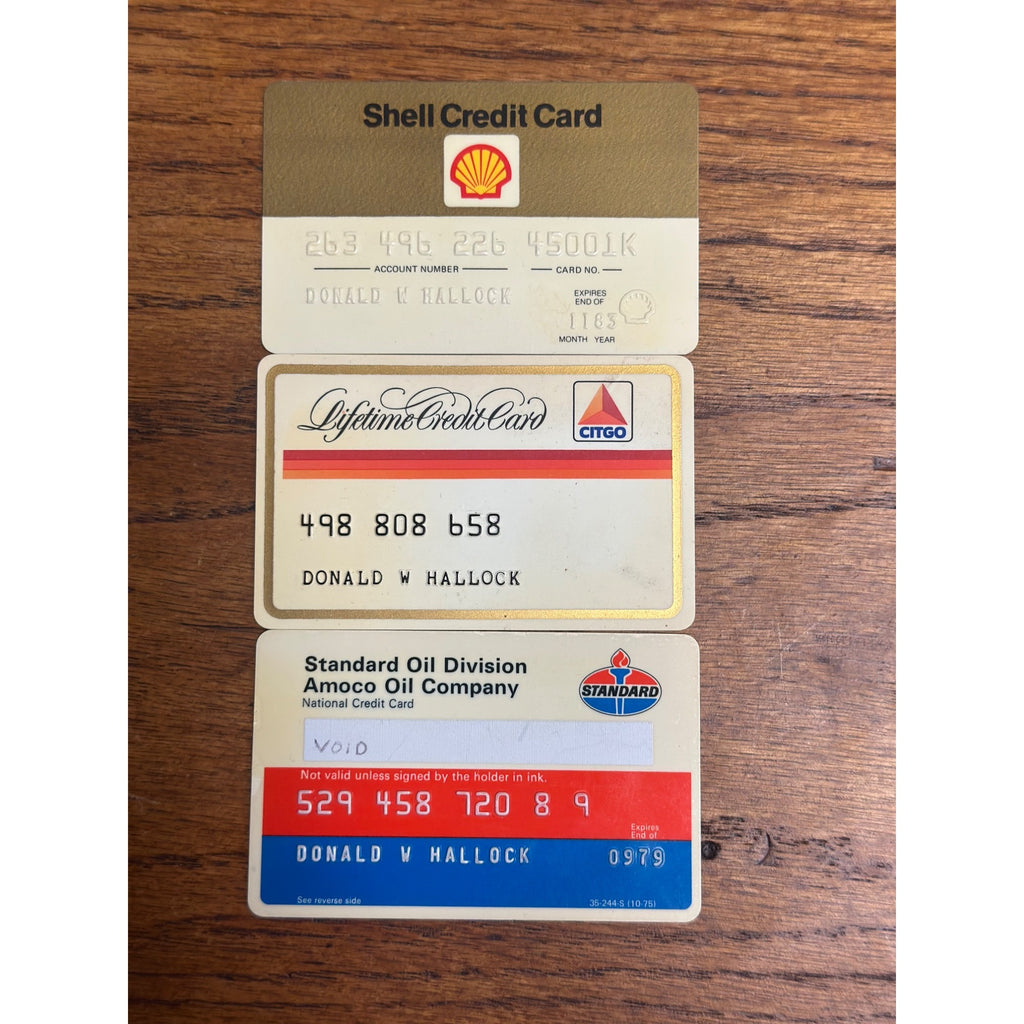 Shell Credit Card
263 496 226 45001K
ACCOUNT NUMBER CARD NO.
DONALD W HALLOCK
EXPIRES
END OF
1183
MONTH YEAR
Lifetime Credit Card
CITGO
498 808 658
DONALD W HALLOCK
Standard Oil Division
Amoco Oil Company
National Credit Card
STANDARD
VOID
Not valid unless signed by the holder in ink.
529 458 720 8 9
Expires
End of
DONALD W HALLOCK 0979
See reverse side 35-244-S (10-75)